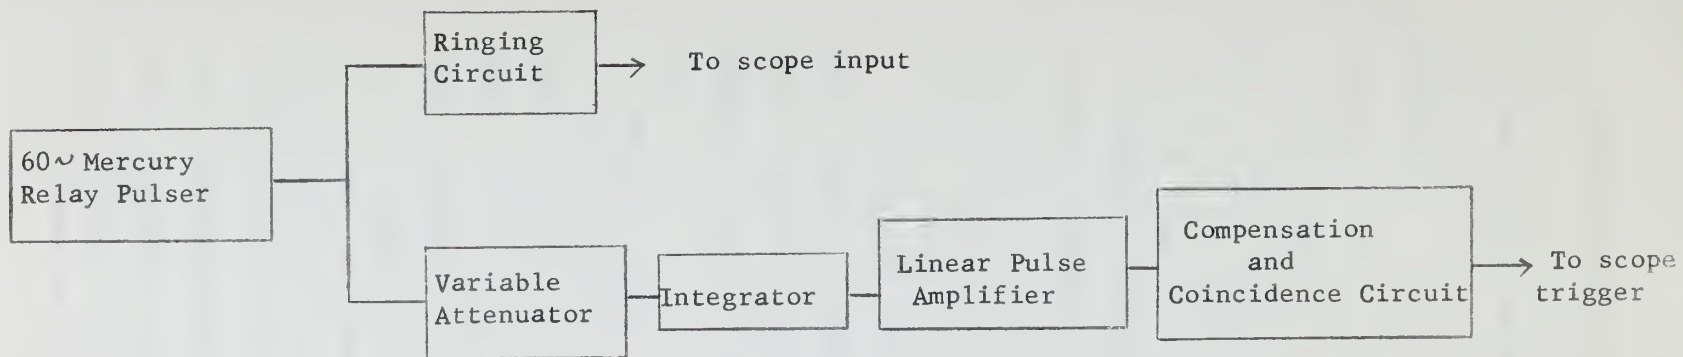 Ringing
Circuit
To scope input
60~ Mercury
Relay Pulser
Variable
Attenuator
Integrator
Linear Pulse
Amplifier
Compensation
and
Coincidence Circuit
To scope
trigger